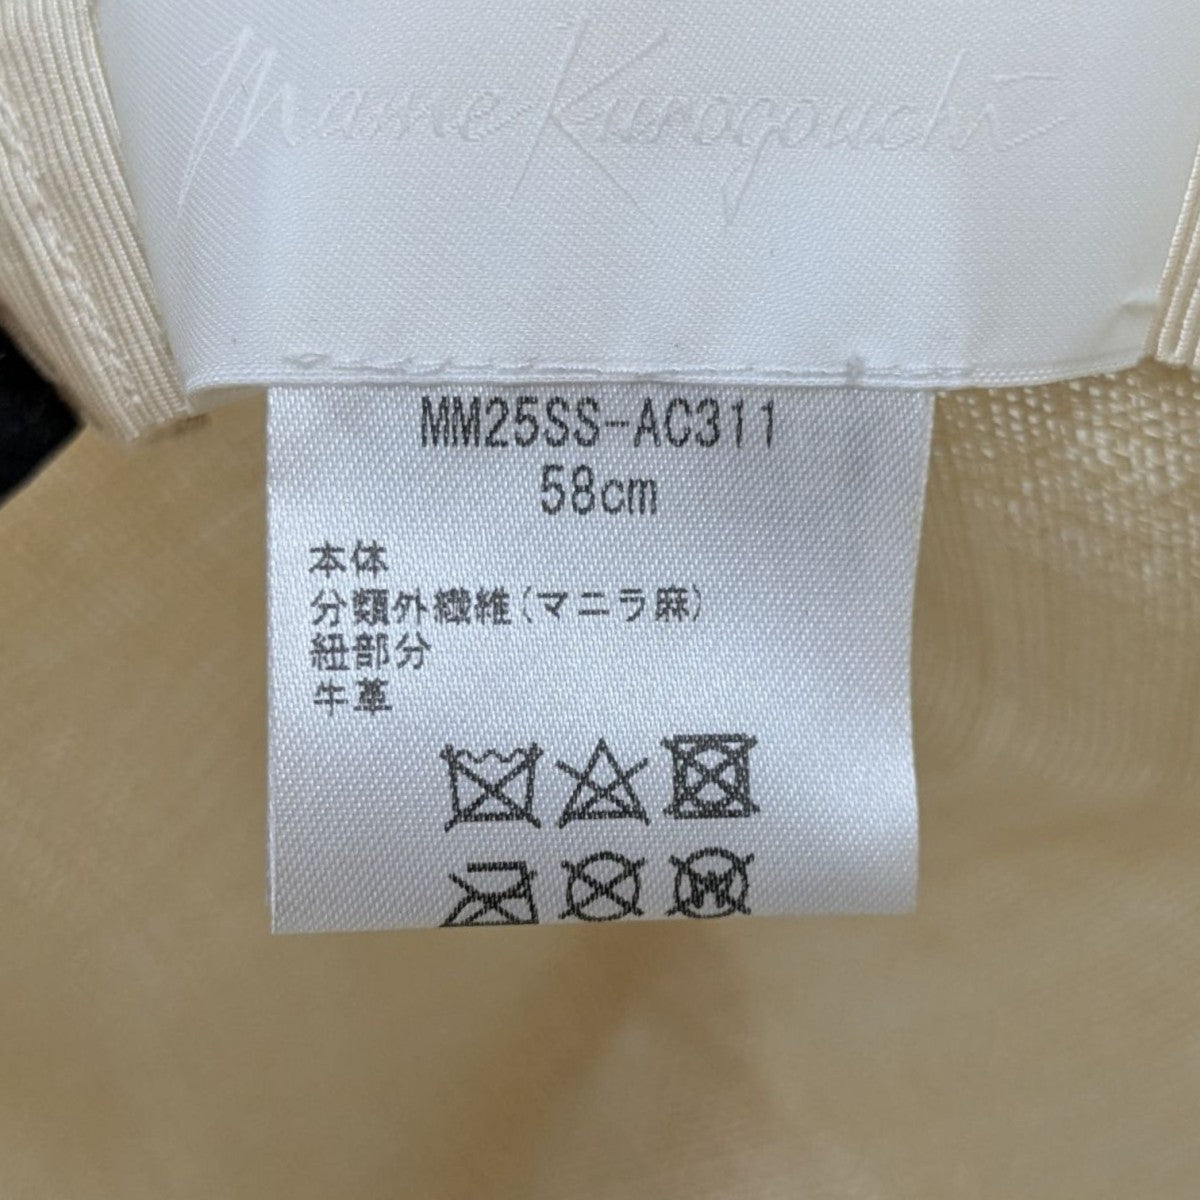 Mame Kurogouchi
MM25SS-AC311
58cm
本体
分類外繊維(マニラ麻)
紐部分
牛革